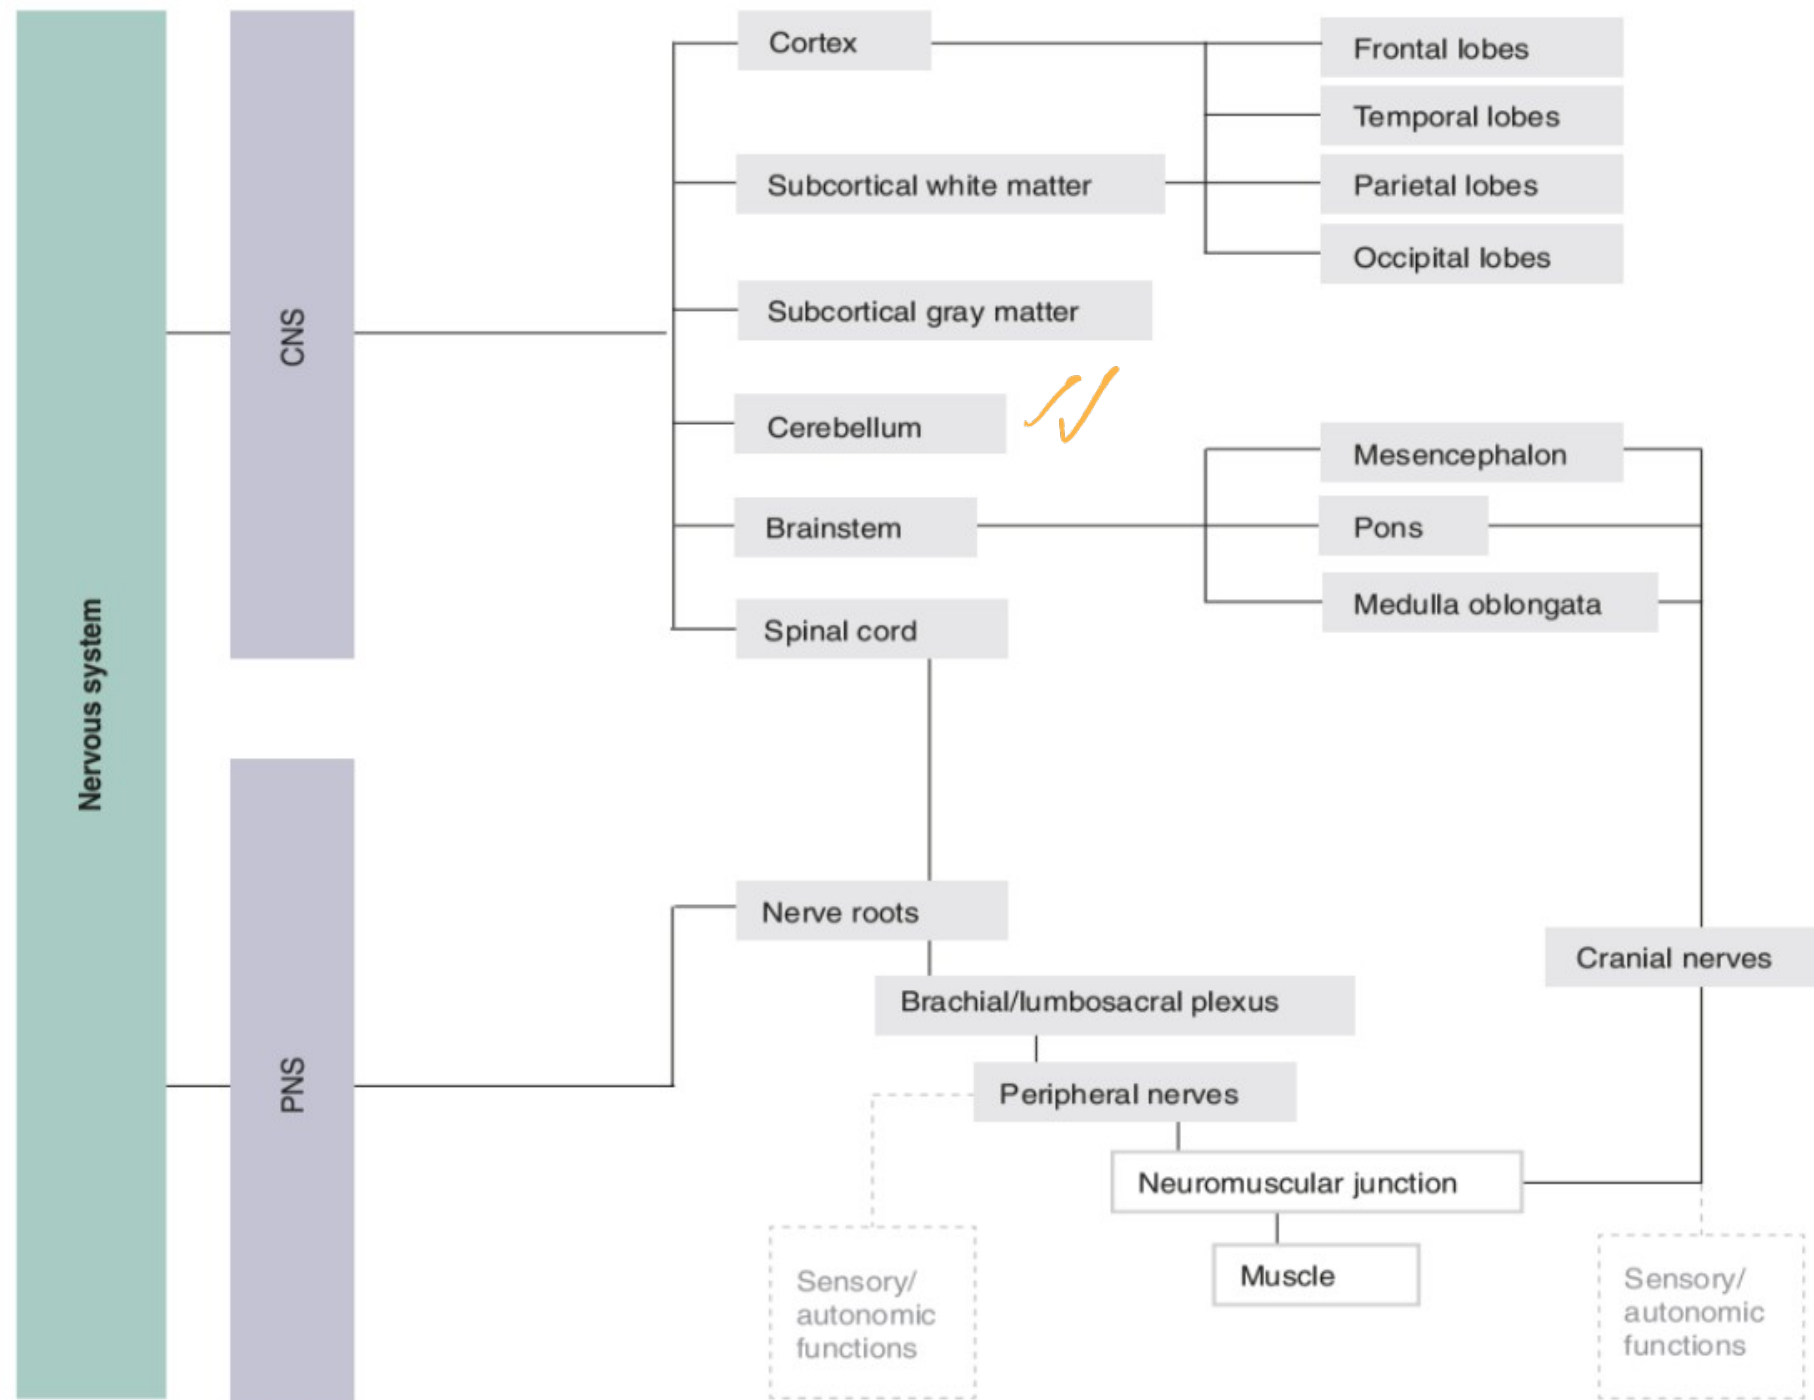 Nervous system
CNS
PNS
Cortex
Subcortical white matter
Subcortical gray matter
Cerebellum
Brainstem
Spinal cord
Frontal lobes
Temporal lobes
Parietal lobes
Occipital lobes
Mesencephalon
Pons
Medulla oblongata
Nerve roots
Brachial/lumbosacral plexus
Peripheral nerves
Neuromuscular junction
Muscle
Cranial nerves
Sensory/
autonomic
functions
Sensory/
autonomic
functions